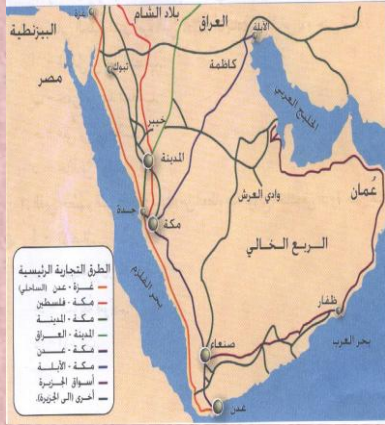 بلاد الشام
العراق
البيزنطية
غزة
الأبلة
مصر
تبوك
كاظمة
خيبر
الخليج العربي
المدينة
وادي العرش
عُمان
جدة
مكة
الربع الخالي
بحر القلزم
ظفار
صنعاء
بحر العرب
عدن
الطرق التجارية الرئيسية
غـزة - عدن (الساحلي)
مكة - فلسطين
مكة - المدينة
المدينة - العراق
مكة - عدن
مكة - الأبلة
أسواق الجزيرة
أخرى (الى الجزيرة).